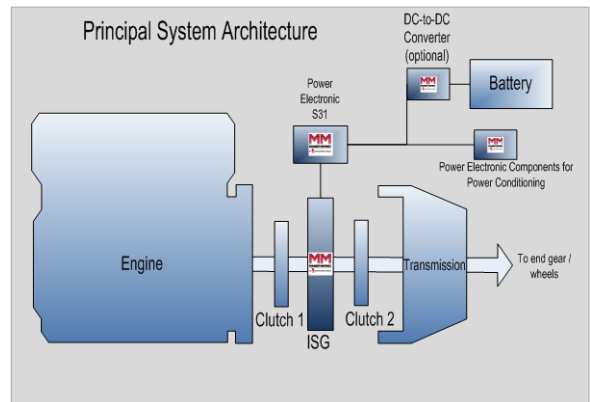 Principal System Architecture
DC-to-DC
Converter
(optional)
Battery
Power
Electronic
S31
MM
MM
MM
Power Electronic Components for
Power Conditioning
Engine
MM
Transmission
To end gear /
wheels
Clutch 1
Clutch 2
ISG